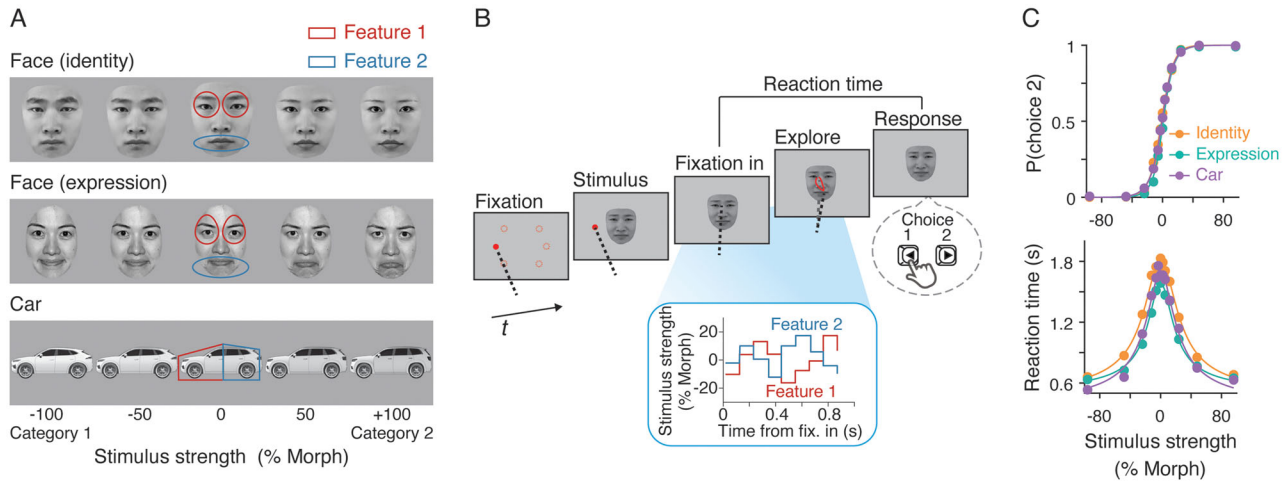 A
Feature 1
Feature 2
Face (identity)
Face (expression)
Car
-100
-50
0
50
+100
Category 1
Category 2
Stimulus strength (% Morph)
B
Reaction time
Fixation
Stimulus
Fixation in
Explore
Response
t
Choice
1
2
Stimulus strength
(% Morph)
20
0
-20
Feature 2
Feature 1
0
0.4
0.8
Time from fix. in (s)
C
P(choice 2)
1
0.5
0
Identity
Expression
Car
-80
0
80
Reaction time (s)
1.8
1.2
0.6
-80
0
80
Stimulus strength
(% Morph)